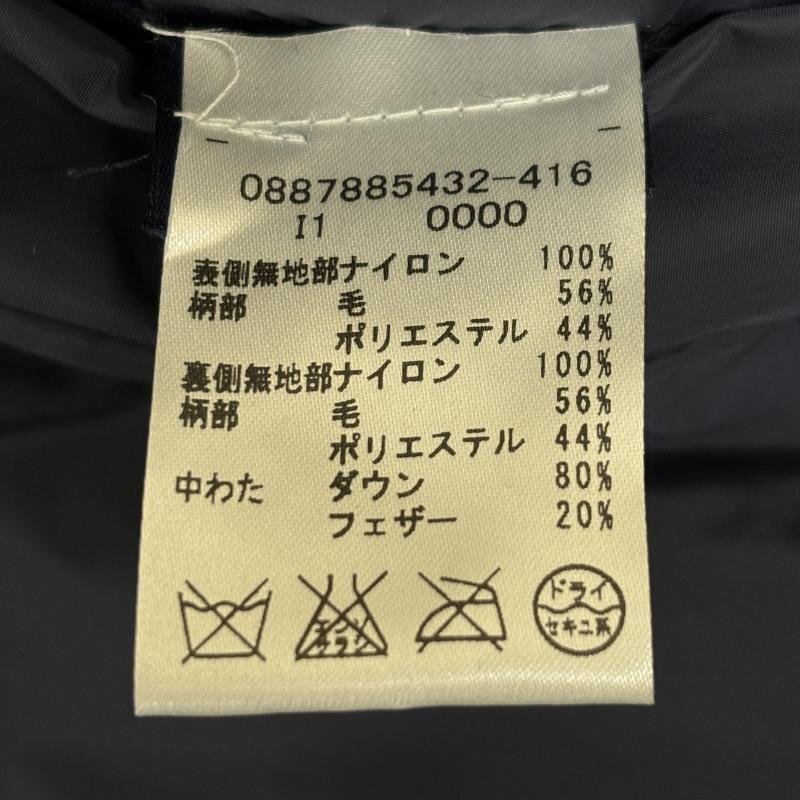 0887885432-416
I1 0000
表側無地部ナイロン 100%
柄部 毛 56%
ポリエステル 44%
裏側無地部ナイロン 100%
柄部 毛 56%
ポリエステル 44%
中わた ダウン 80%
フェザー 20%
エンソ
サラシ
ドライ
セキユ系